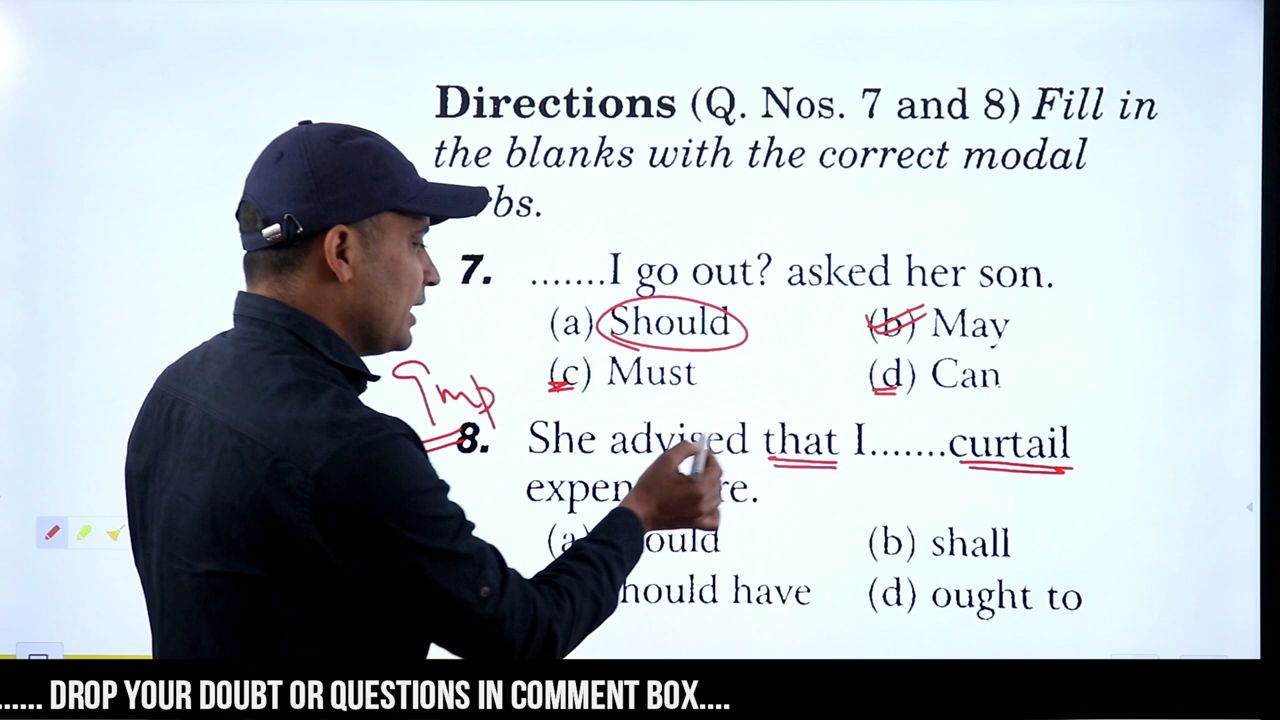 Directions (Q. Nos. 7 and 8) Fill in
the blanks with the correct modal
bs.
7. .......I go out? asked her son.
(a) Should (b) May
(c) Must (d) Can
Imp
8. She advised that I.......curtail
expen re.
(a ould (b) shall
hould have (d) ought to
...... DROP YOUR DOUBT OR QUESTIONS IN COMMENT BOX....